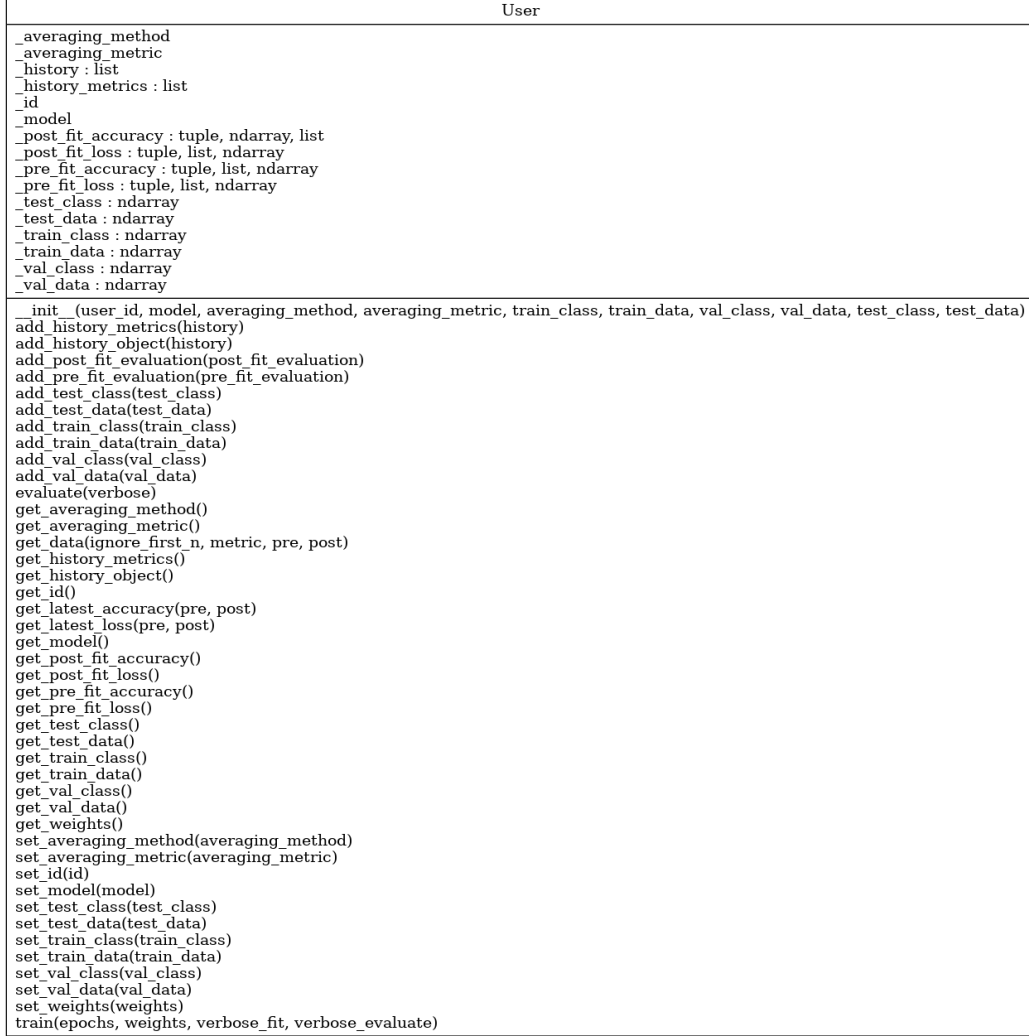 User
_averaging_method
_averaging_metric
_history : list
_history_metrics : list
_id
_model
_post_fit_accuracy : tuple, ndarray, list
_post_fit_loss : tuple, list, ndarray
_pre_fit_accuracy : tuple, list, ndarray
_pre_fit_loss : tuple, list, ndarray
_test_class : ndarray
_test_data : ndarray
_train_class : ndarray
_train_data : ndarray
_val_class : ndarray
_val_data : ndarray
__init__(user_id, model, averaging_method, averaging_metric, train_class, train_data, val_class, val_data, test_class, test_data)
add_history_metrics(history)
add_history_object(history)
add_post_fit_evaluation(post_fit_evaluation)
add_pre_fit_evaluation(pre_fit_evaluation)
add_test_class(test_class)
add_test_data(test_data)
add_train_class(train_class)
add_train_data(train_data)
add_val_class(val_class)
add_val_data(val_data)
evaluate(verbose)
get_averaging_method()
get_averaging_metric()
get_data(ignore_first_n, metric, pre, post)
get_history_metrics()
get_history_object()
get_id()
get_latest_accuracy(pre, post)
get_latest_loss(pre, post)
get_model()
get_post_fit_accuracy()
get_post_fit_loss()
get_pre_fit_accuracy()
get_pre_fit_loss()
get_test_class()
get_test_data()
get_train_class()
get_train_data()
get_val_class()
get_val_data()
get_weights()
set_averaging_method(averaging_method)
set_averaging_metric(averaging_metric)
set_id(id)
set_model(model)
set_test_class(test_class)
set_test_data(test_data)
set_train_class(train_class)
set_train_data(train_data)
set_val_class(val_class)
set_val_data(val_data)
set_weights(weights)
train(epochs, weights, verbose_fit, verbose_evaluate)